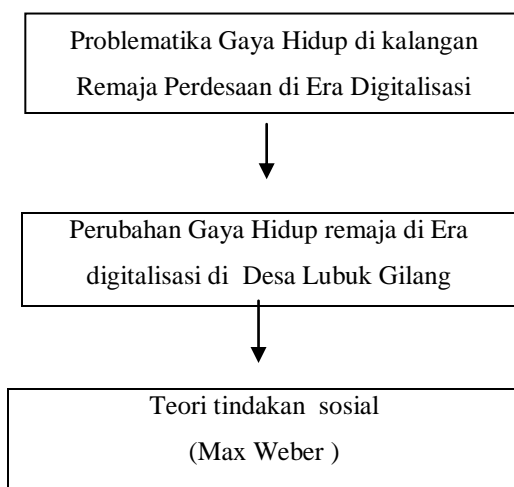 Problematika Gaya Hidup di kalangan
Remaja Perdesaan di Era Digitalisasi
Perubahan Gaya Hidup remaja di Era
digitalisasi di Desa Lubuk Gilang
Teori tindakan sosial
(Max Weber )